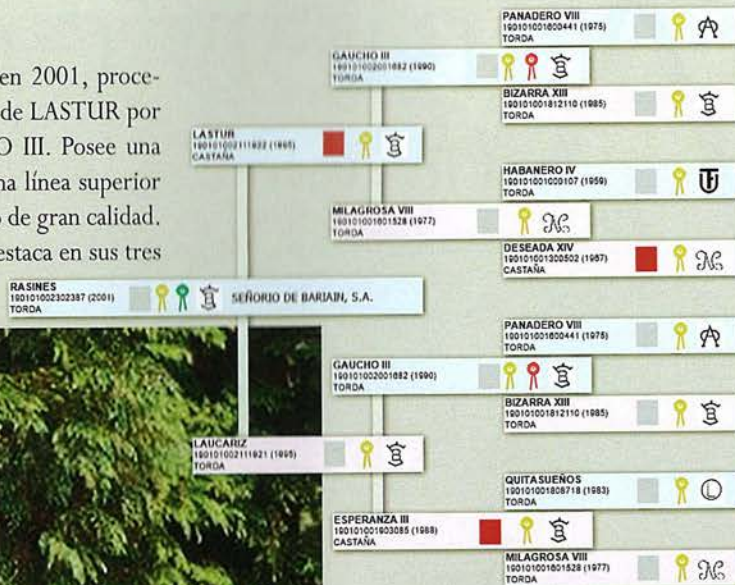 en 2001, proce-
de LASTUR por
O III. Posee una
na línea superior
o de gran calidad.
estaca en sus tres
RASINES
190101002302387 (2001)
TORDA
SEÑORIO DE BARIAIN, S.A.
LASTUR
190101002111922 (1995)
CASTAÑA
LAUCARIZ
190101002111921 (1995)
TORDA
GAUCHO III
190101002001682 (1990)
TORDA
MILAGROSA VIII
190101001601528 (1977)
TORDA
GAUCHO III
190101002001682 (1990)
TORDA
ESPERANZA III
190101001903085 (1988)
CASTAÑA
PANADERO VIII
190101001600441 (1975)
TORDA
BIZARRA XIII
190101001812110 (1985)
TORDA
HABANERO IV
190101001000107 (1959)
TORDA
DESEADA XIV
190101001300502 (1967)
CASTAÑA
PANADERO VIII
190101001600441 (1975)
TORDA
BIZARRA XIII
190101001812110 (1985)
TORDA
QUITASUEÑOS
190101001808718 (1983)
TORDA
MILAGROSA VIII
190101001601528 (1977)
TORDA